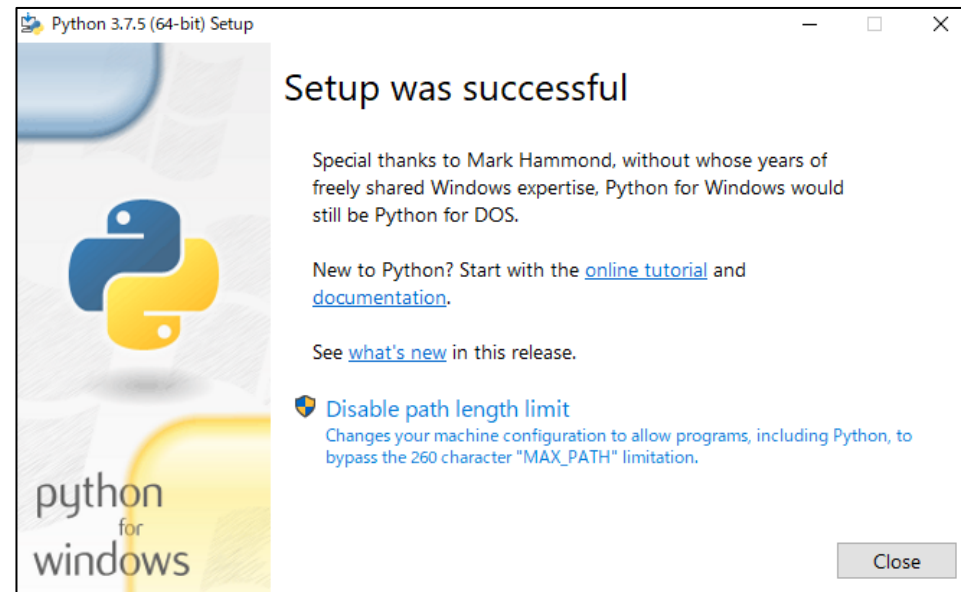 Python 3.7.5 (64-bit) Setup
Setup was successful
Special thanks to Mark Hammond, without whose years of
freely shared Windows expertise, Python for Windows would
still be Python for DOS.
New to Python? Start with the online tutorial and
documentation.
See what's new in this release.
Disable path length limit
Changes your machine configuration to allow programs, including Python, to
bypass the 260 character "MAX_PATH" limitation.
python
for
windows
Close